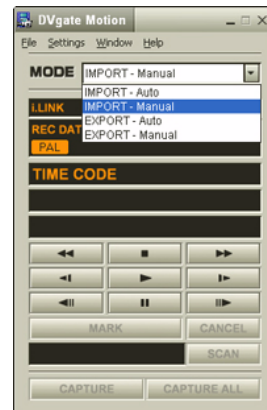 DVgate Motion
File Settings Window Help
MODE IMPORT - Manual
IMPORT - Auto
i.LINK IMPORT - Manual
EXPORT - Auto
REC DAT EXPORT - Manual
PAL
TIME CODE
MARK CANCEL
SCAN
CAPTURE CAPTURE ALL